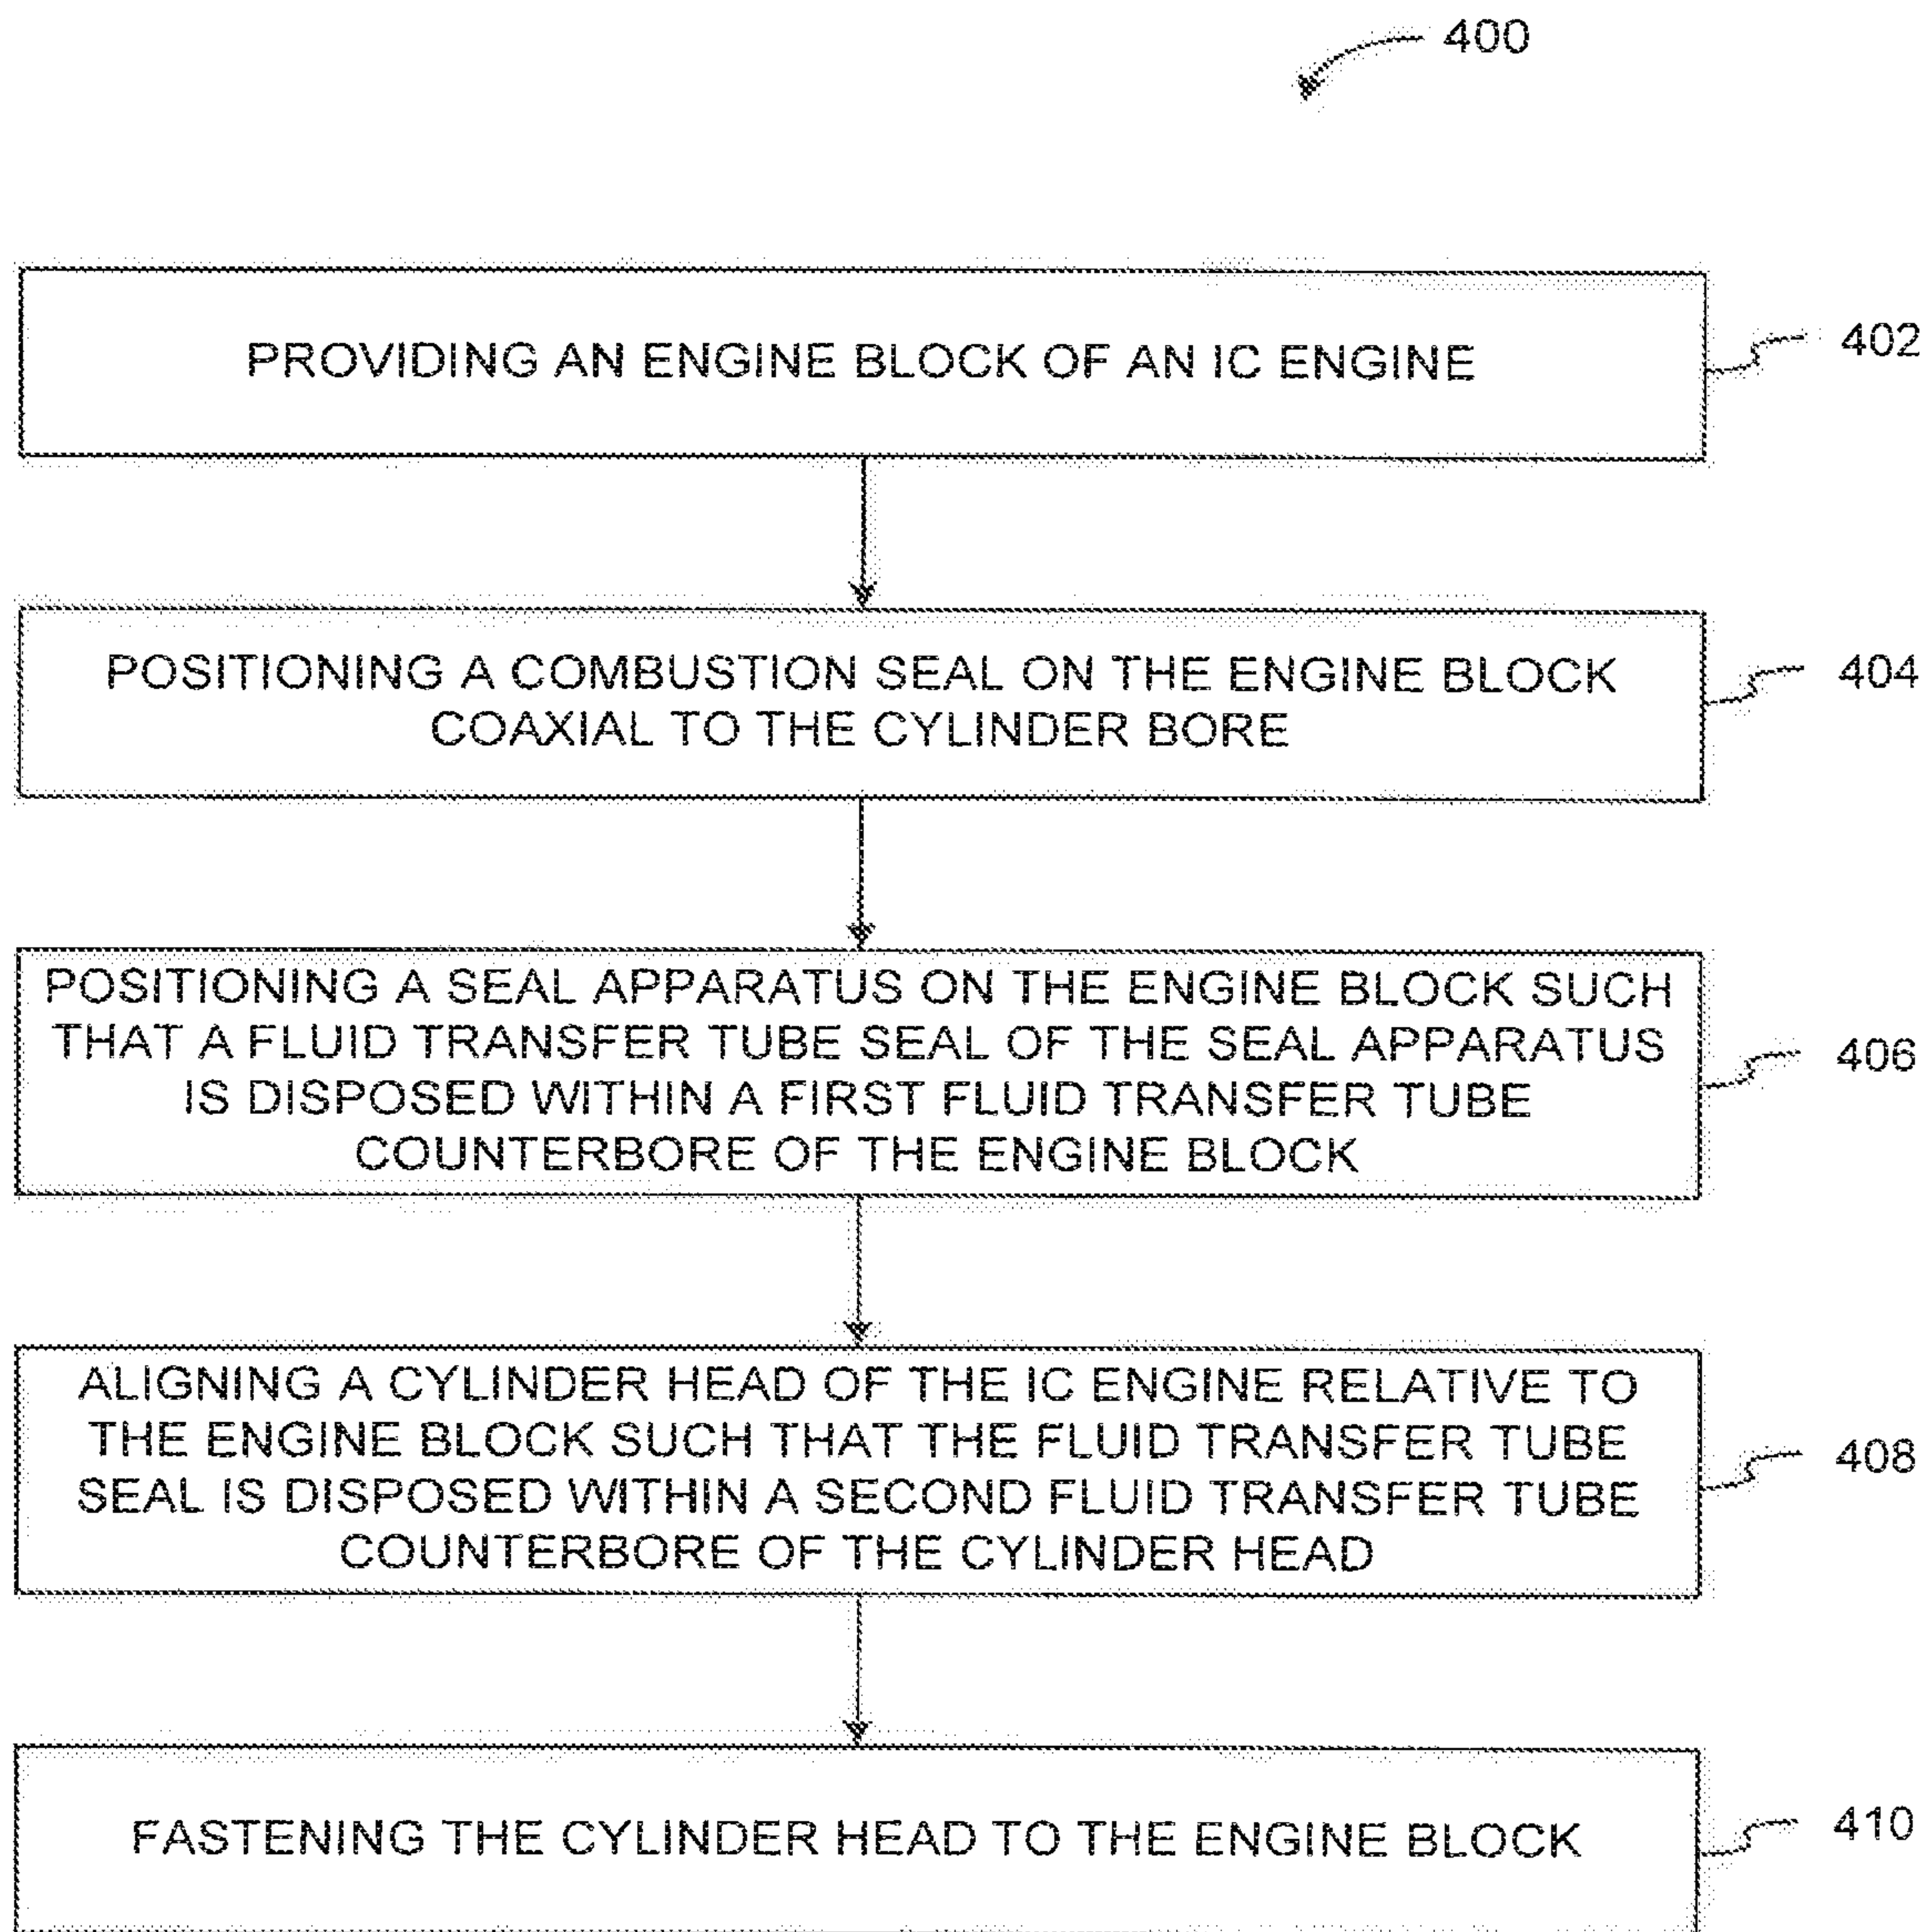 400
PROVIDING AN ENGINE BLOCK OF AN IC ENGINE
402
POSITIONING A COMBUSTION SEAL ON THE ENGINE BLOCK
COAXIAL TO THE CYLINDER BORE
404
POSITIONING A SEAL APPARATUS ON THE ENGINE BLOCK SUCH
THAT A FLUID TRANSFER TUBE SEAL OF THE SEAL APPARATUS
IS DISPOSED WITHIN A FIRST FLUID TRANSFER TUBE
COUNTERBORE OF THE ENGINE BLOCK
406
ALIGNING A CYLINDER HEAD OF THE IC ENGINE RELATIVE TO
THE ENGINE BLOCK SUCH THAT THE FLUID TRANSFER TUBE
SEAL IS DISPOSED WITHIN A SECOND FLUID TRANSFER TUBE
COUNTERBORE OF THE CYLINDER HEAD
408
FASTENING THE CYLINDER HEAD TO THE ENGINE BLOCK
410